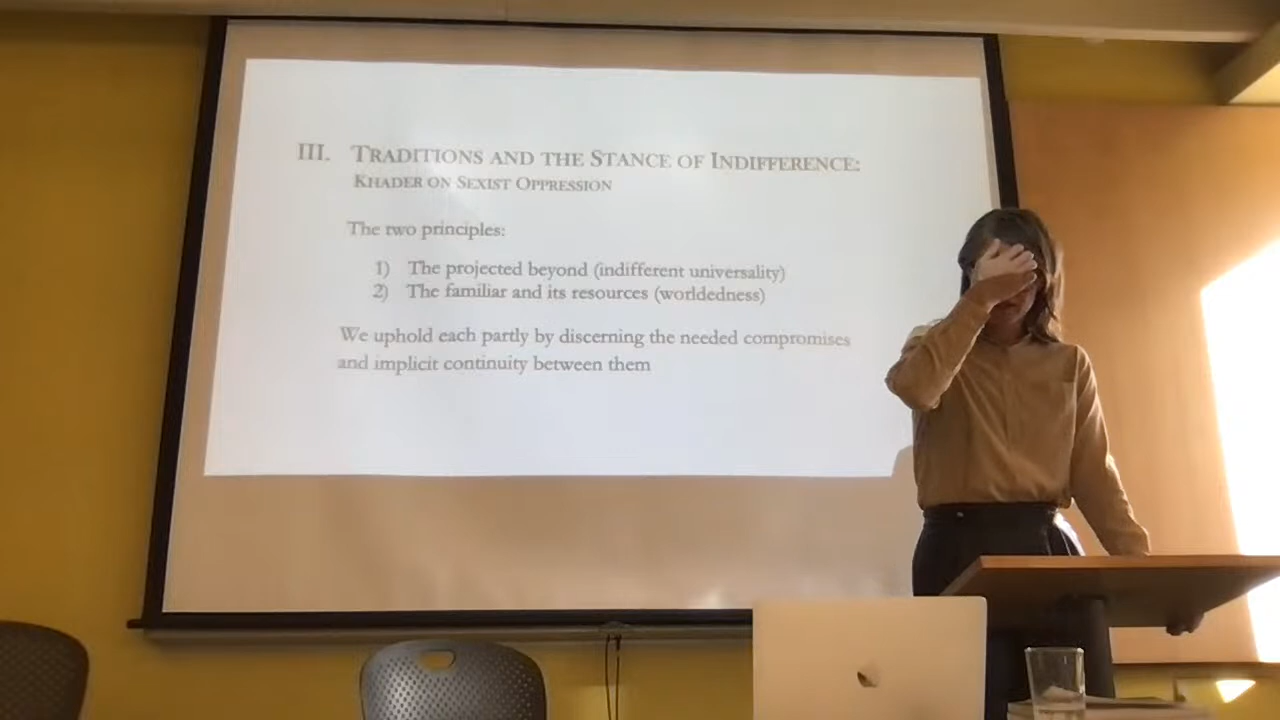 III. TRADITIONS AND THE STANCE OF INDIFFERENCE:
KHADER ON SEXIST OPPRESSION
The two principles:
1) The projected beyond (indifferent universality)
2) The familiar and its resources (worldedness)
We uphold each partly by discerning the needed compromises
and implicit continuity between them